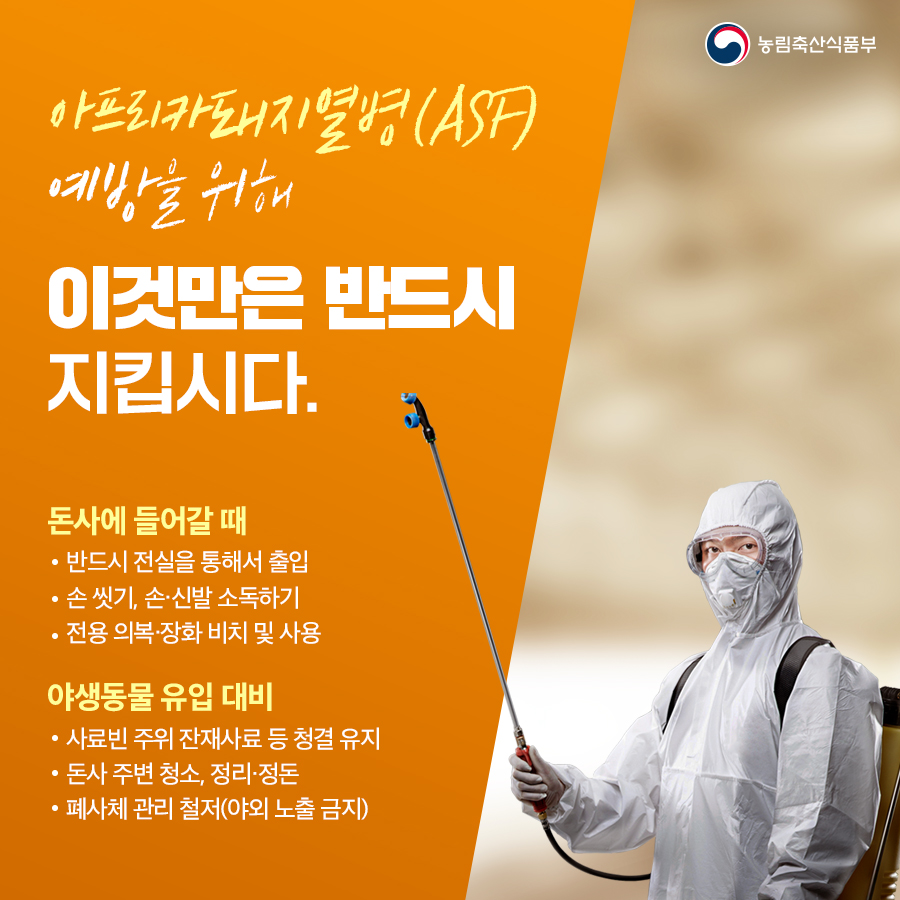 농림축산식품부
아프리카돼지열병(ASF)
예방을 위해
이것만은 반드시
지킵시다.
돈사에 들어갈 때
• 반드시 전실을 통해서 출입
• 손 씻기, 손·신발 소독하기
• 전용 의복·장화 비치 및 사용
야생동물 유입 대비
• 사료빈 주위 잔재사료 등 청결 유지
• 돈사 주변 청소, 정리·정돈
• 폐사체 관리 철저(야외 노출 금지)